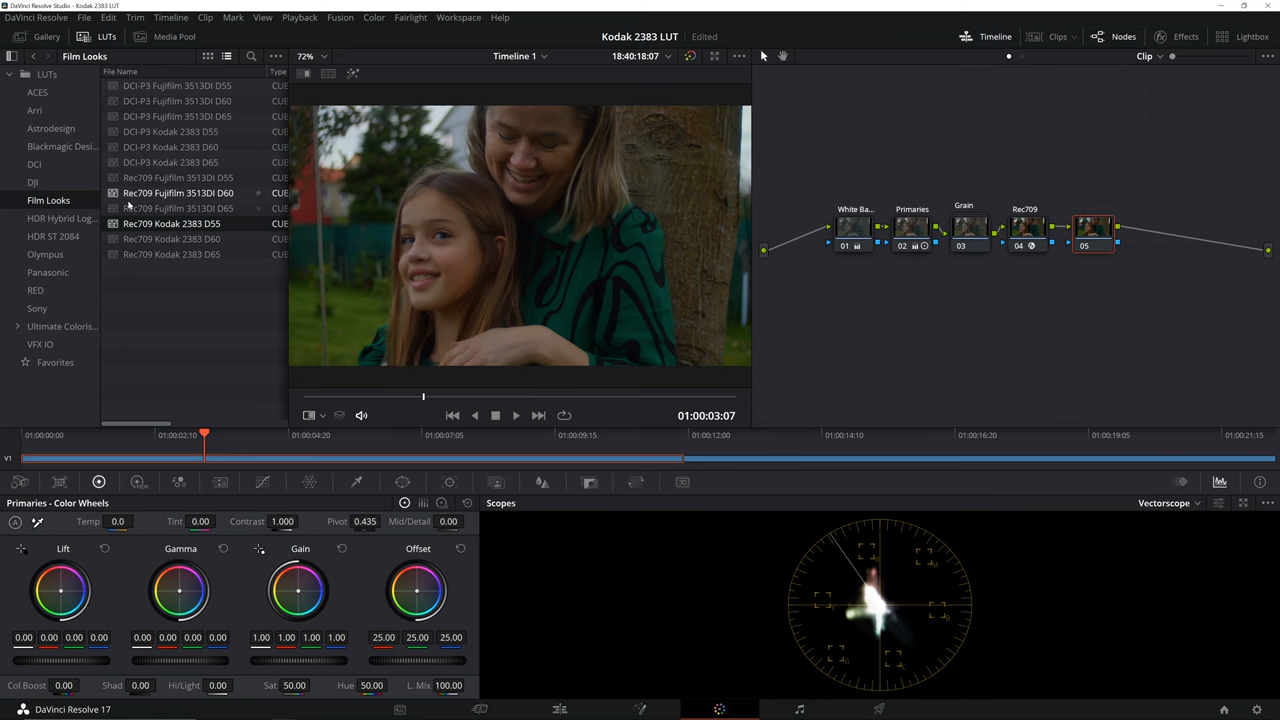 DaVinci Resolve Studio - Kodak 2383 LUT
DaVinci Resolve File Edit Trim Timeline Clip Mark View Playback Fusion Color Fairlight Workspace Help
Gallery LUTs Media Pool Kodak 2383 LUT Edited Timeline Clips Nodes Effects Lightbox
Film Looks 72% Timeline 1 18:40:18:07 Clip
LUTs
ACES
Arri
Astrodesign
Blackmagic Desi...
DCI
DJI
Film Looks
HDR Hybrid Log...
HDR ST 2084
Olympus
Panasonic
RED
Sony
Ultimate Coloris...
VFX IO
Favorites
File Name Type
DCI-P3 Fujifilm 3513DI D55 CUE
DCI-P3 Fujifilm 3513DI D60 CUE
DCI-P3 Fujifilm 3513DI D65 CUE
DCI-P3 Kodak 2383 D55 CUE
DCI-P3 Kodak 2383 D60 CUE
DCI-P3 Kodak 2383 D65 CUE
Rec709 Fujifilm 3513DI D55 CUE
Rec709 Fujifilm 3513DI D60 CUE
Rec709 Fujifilm 3513DI D65 CUE
Rec709 Kodak 2383 D55 CUE
Rec709 Kodak 2383 D60 CUE
Rec709 Kodak 2383 D65 CUE
White Ba... Primaries Grain Rec709
01 02 03 04 05
01:00:03:07
01:00:00:00 01:00:02:10 01:00:04:20 01:00:07:05 01:00:09:15 01:00:12:00 01:00:14:10 01:00:16:20 01:00:19:05 01:00:21:15
V1
Primaries - Color Wheels Scopes Vectorscope
A Temp 0.0 Tint 0.00 Contrast 1.000 Pivot 0.435 Mid/Detail 0.00
Lift Gamma Gain Offset
0.00 0.00 0.00 0.00 0.00 0.00 0.00 0.00 1.00 1.00 1.00 1.00 25.00 25.00 25.00
Col Boost 0.00 Shad 0.00 Hi/Light 0.00 Sat 50.00 Hue 50.00 L. Mix 100.00
DaVinci Resolve 17